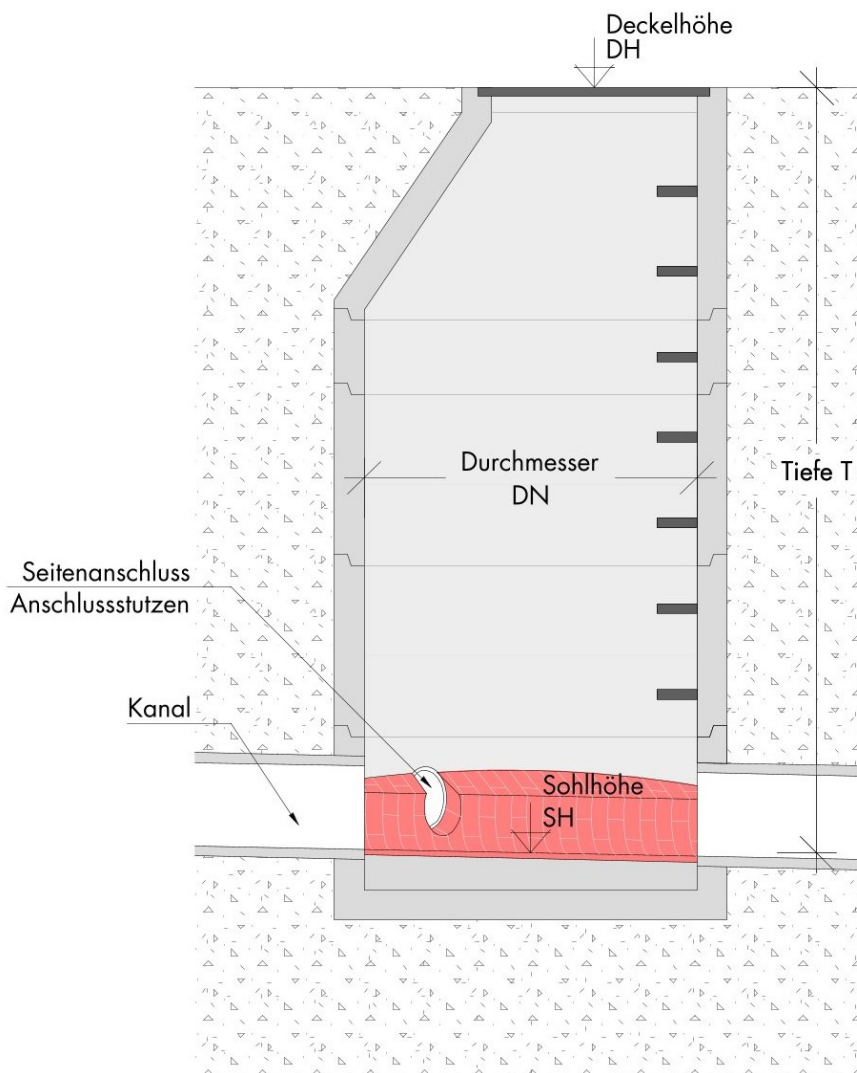 Deckelhöhe
DH
Durchmesser
DN
Tiefe T
Seitenanschluss
Anschlussstutzen
Kanal
Sohlhöhe
SH